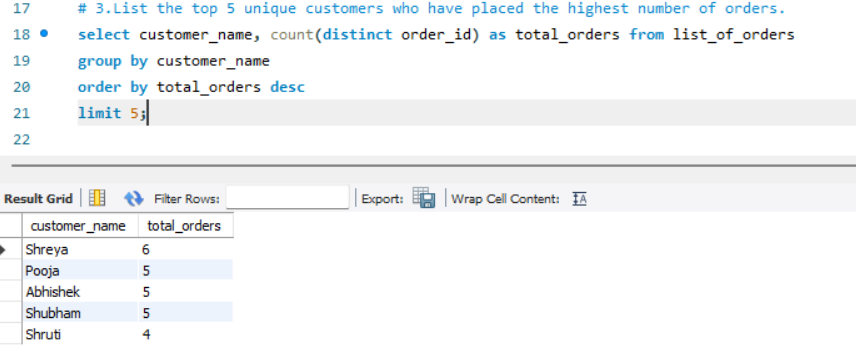 17 # 3.List the top 5 unique customers who have placed the highest number of orders.
18 select customer_name, count(distinct order_id) as total_orders from list_of_orders
19 group by customer_name
20 order by total_orders desc
21 limit 5;
22
Result Grid Filter Rows: Export: Wrap Cell Content: IA
customer_name total_orders
Shreya 6
Pooja 5
Abhishek 5
Shubham 5
Shruti 4